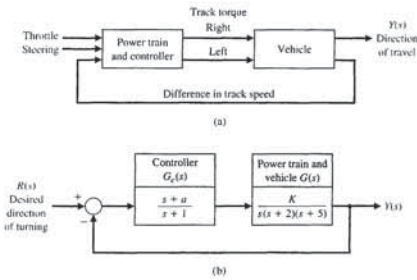 Track torque
Throttle
Steering
Power train
and controller
Right
Left
Vehicle
Y(s)
Direction
of travel
Difference in track speed
(a)
R(s)
Desired
direction
of turning
+
−
Controller
G_c(s)
s + a
s + 1
Power train and
vehicle G(s)
K
s(s + 2)(s + 5)
Y(s)
(b)